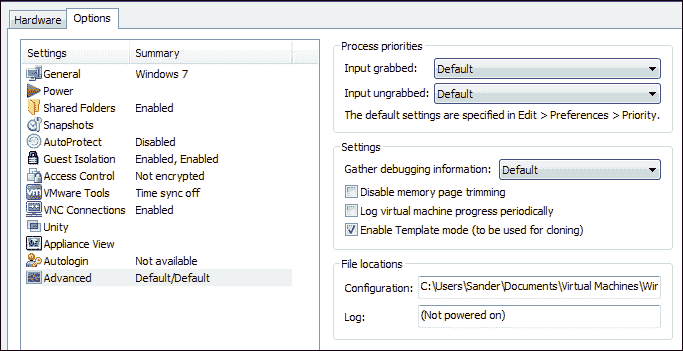 Hardware Options
Settings Summary
General Windows 7
Power
Shared Folders Enabled
Snapshots
AutoProtect Disabled
Guest Isolation Enabled, Enabled
Access Control Not encrypted
VMware Tools Time sync off
VNC Connections Enabled
Unity
Appliance View
Autologin Not available
Advanced Default/Default
Process priorities
Input grabbed: Default
Input ungrabbed: Default
The default settings are specified in Edit > Preferences > Priority.
Settings
Gather debugging information: Default
Disable memory page trimming
Log virtual machine progress periodically
Enable Template mode (to be used for cloning)
File locations
Configuration: C:\Users\Sander\Documents\Virtual Machines\Wir
Log: (Not powered on)